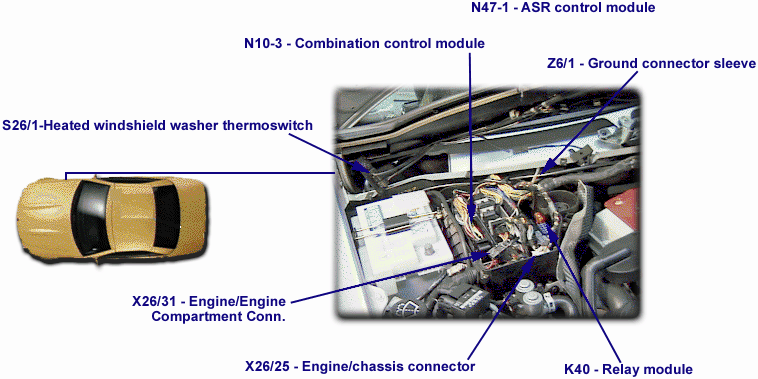 N47-1 - ASR control module
N10-3 - Combination control module
Z6/1 - Ground connector sleeve
S26/1-Heated windshield washer thermoswitch
X26/31 - Engine/Engine
Compartment Conn.
X26/25 - Engine/chassis connector
K40 - Relay module